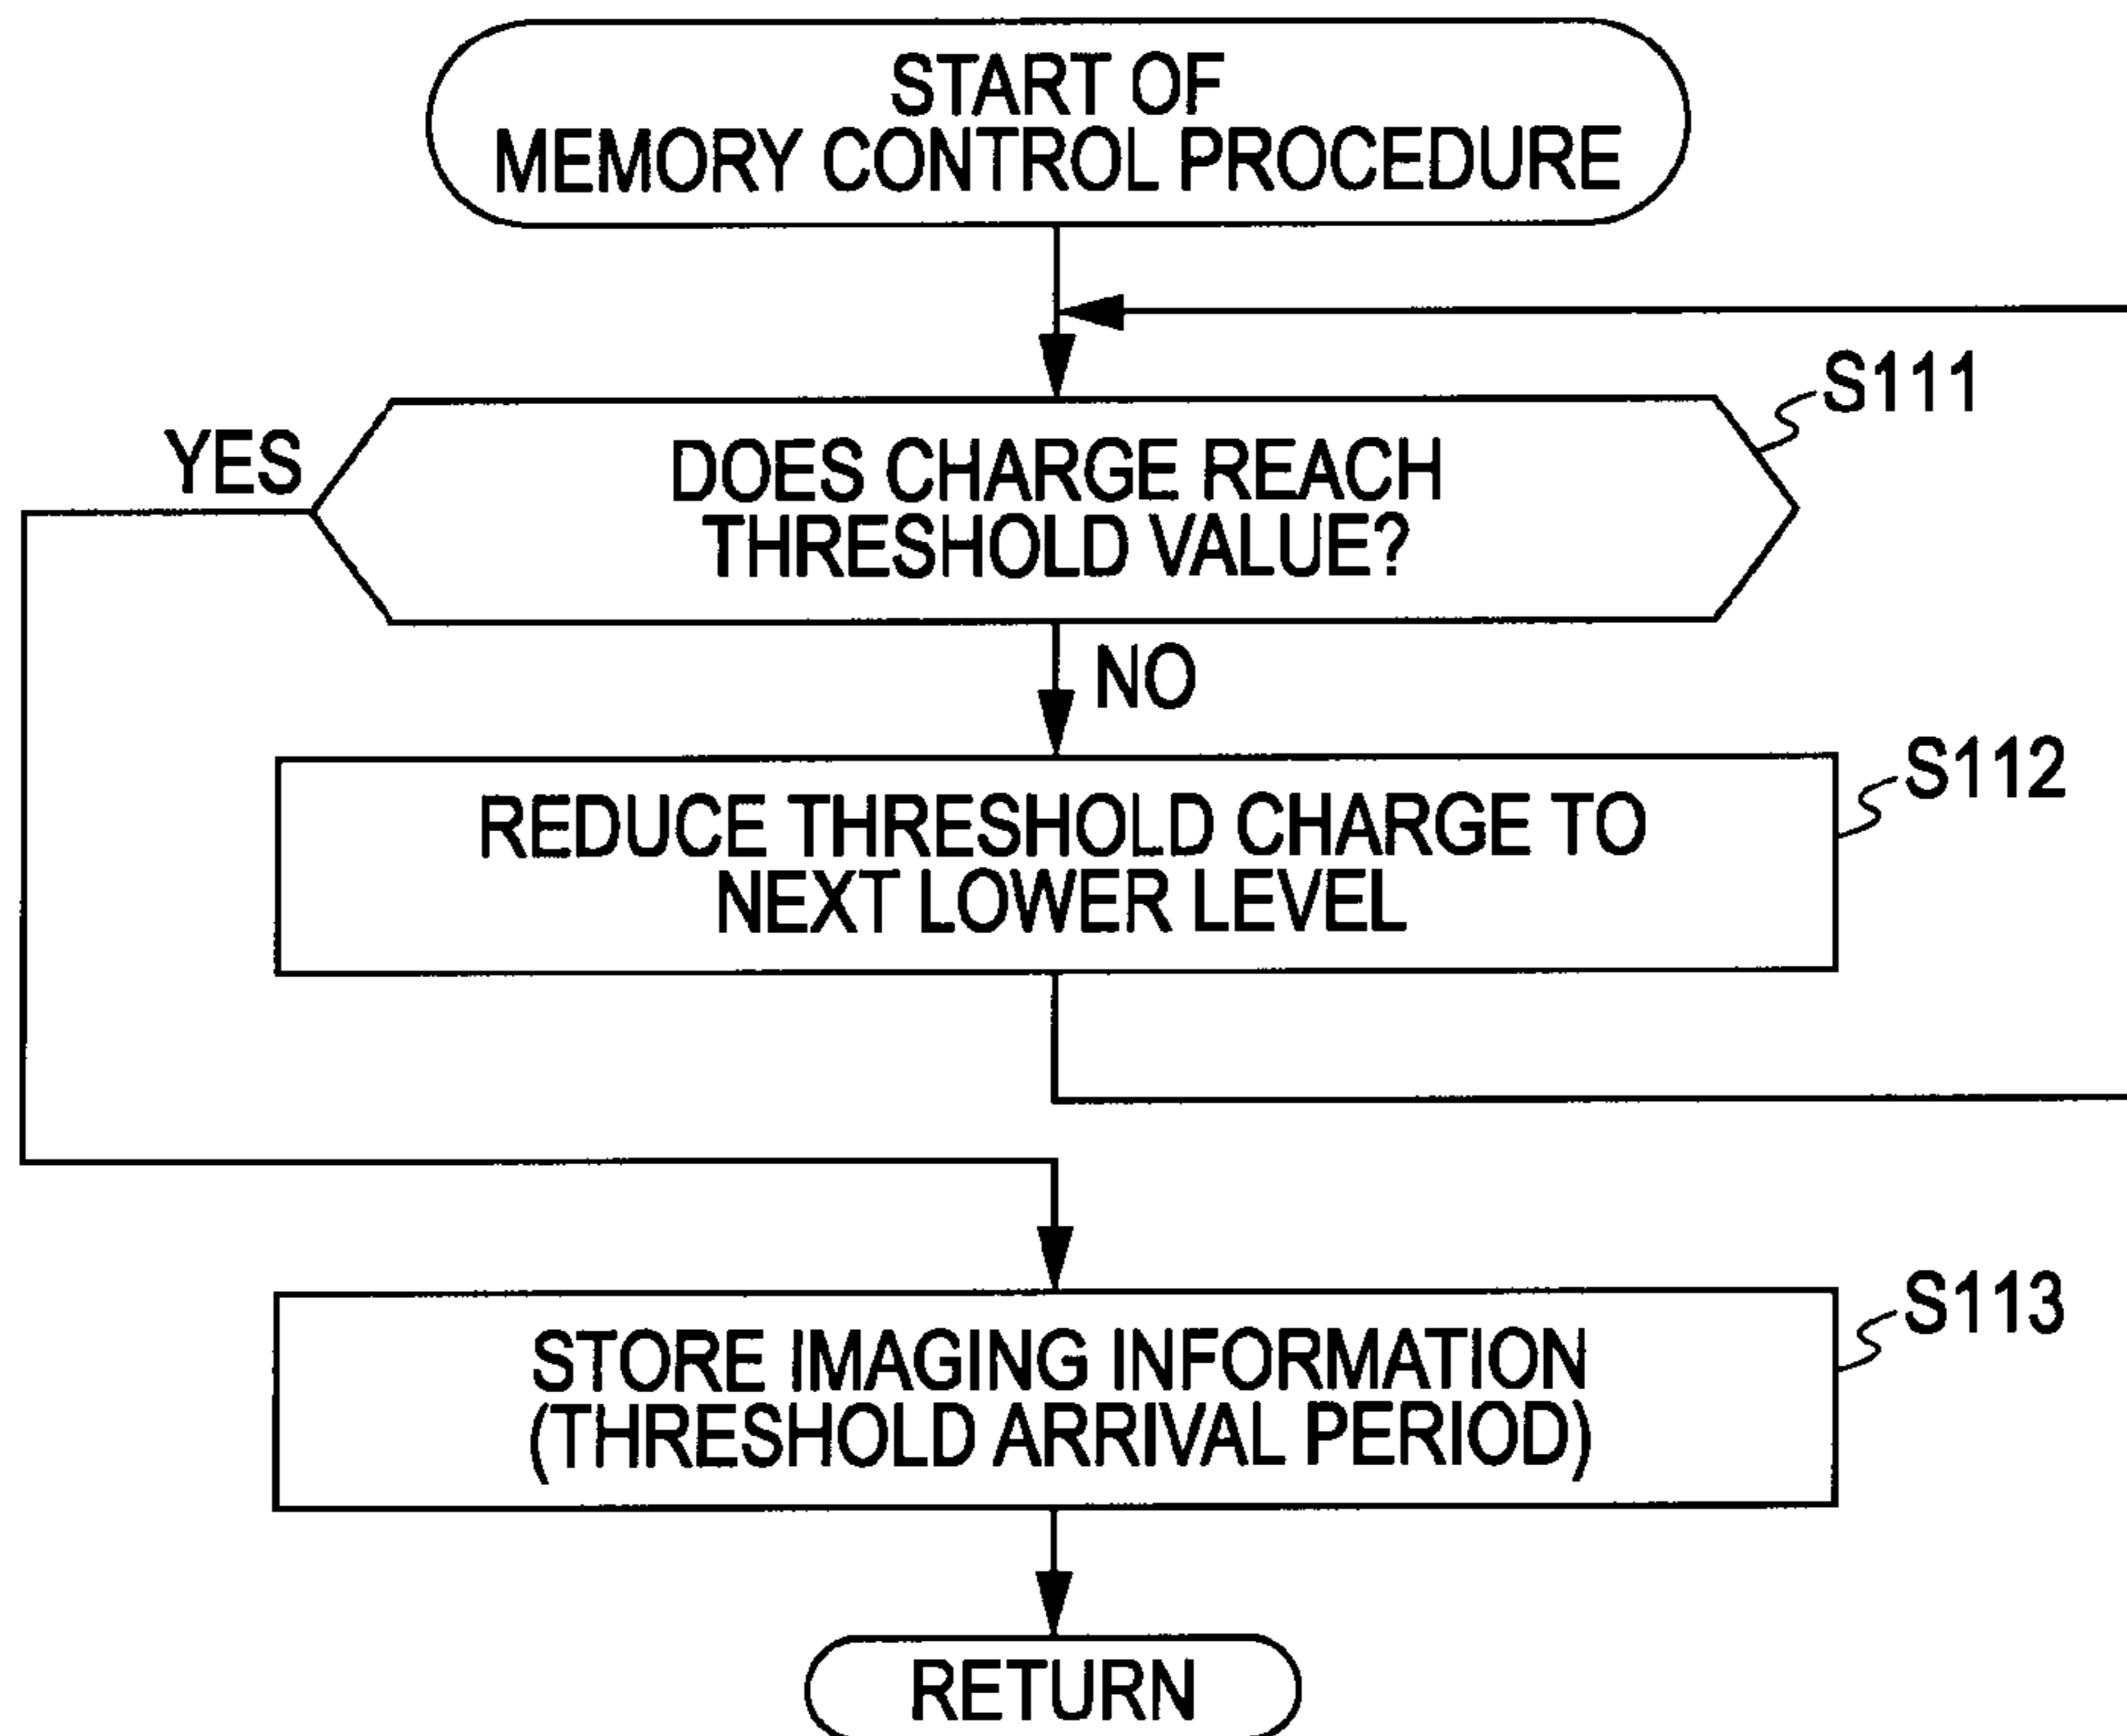 START OF
MEMORY CONTROL PROCEDURE
S111
YES
DOES CHARGE REACH
THRESHOLD VALUE?
NO
S112
REDUCE THRESHOLD CHARGE TO
NEXT LOWER LEVEL
S113
STORE IMAGING INFORMATION
(THRESHOLD ARRIVAL PERIOD)
RETURN